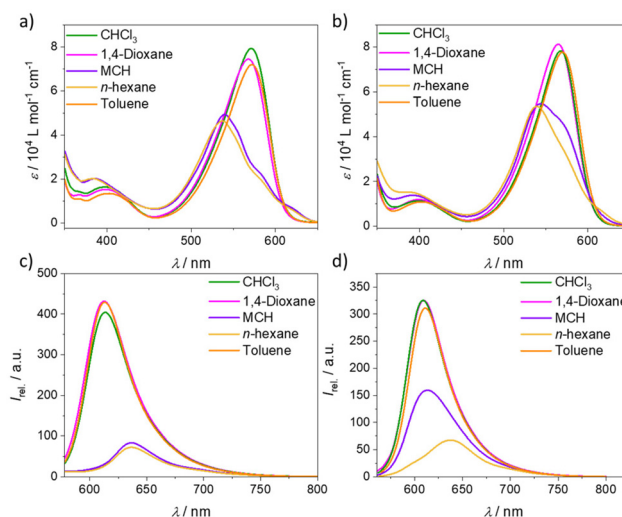 a)
CHCl3
1,4-Dioxane
MCH
n-hexane
Toluene
ε / 10⁴ L mol⁻¹ cm⁻¹
8
6
4
2
0
400
500
600
λ / nm
b)
CHCl3
1,4-Dioxane
MCH
n-hexane
Toluene
ε / 10⁴ L mol⁻¹ cm⁻¹
8
6
4
2
0
400
500
600
λ / nm
c)
CHCl3
1,4-Dioxane
MCH
n-hexane
Toluene
Irel. / a.u.
500
400
300
200
100
0
600
650
700
750
800
λ / nm
d)
CHCl3
1,4-Dioxane
MCH
n-hexane
Toluene
Irel. / a.u.
350
300
250
200
150
100
50
0
600
650
700
750
800
λ / nm